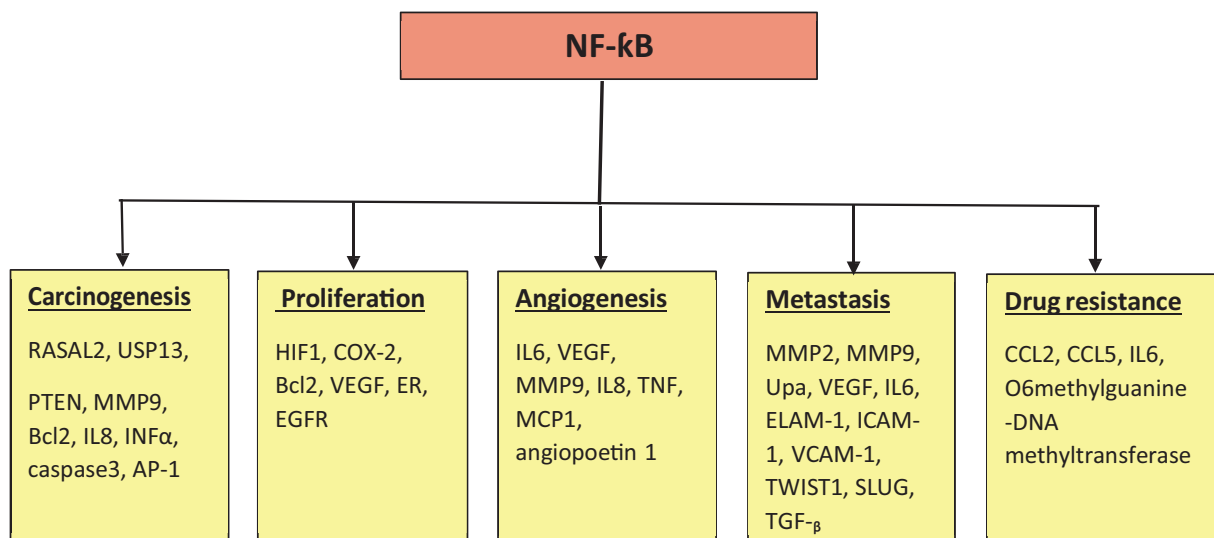 NF-ƙB
Carcinogenesis
RASAL2, USP13,
PTEN, MMP9,
Bcl2, IL8, INFα,
caspase3, AP-1
Proliferation
HIF1, COX-2,
Bcl2, VEGF, ER,
EGFR
Angiogenesis
IL6, VEGF,
MMP9, IL8, TNF,
MCP1,
angiopoetin 1
Metastasis
MMP2, MMP9,
Upa, VEGF, IL6,
ELAM-1, ICAM-
1, VCAM-1,
TWIST1, SLUG,
TGF-ᵦ
Drug resistance
CCL2, CCL5, IL6,
O6methylguanine
-DNA
methyltransferase